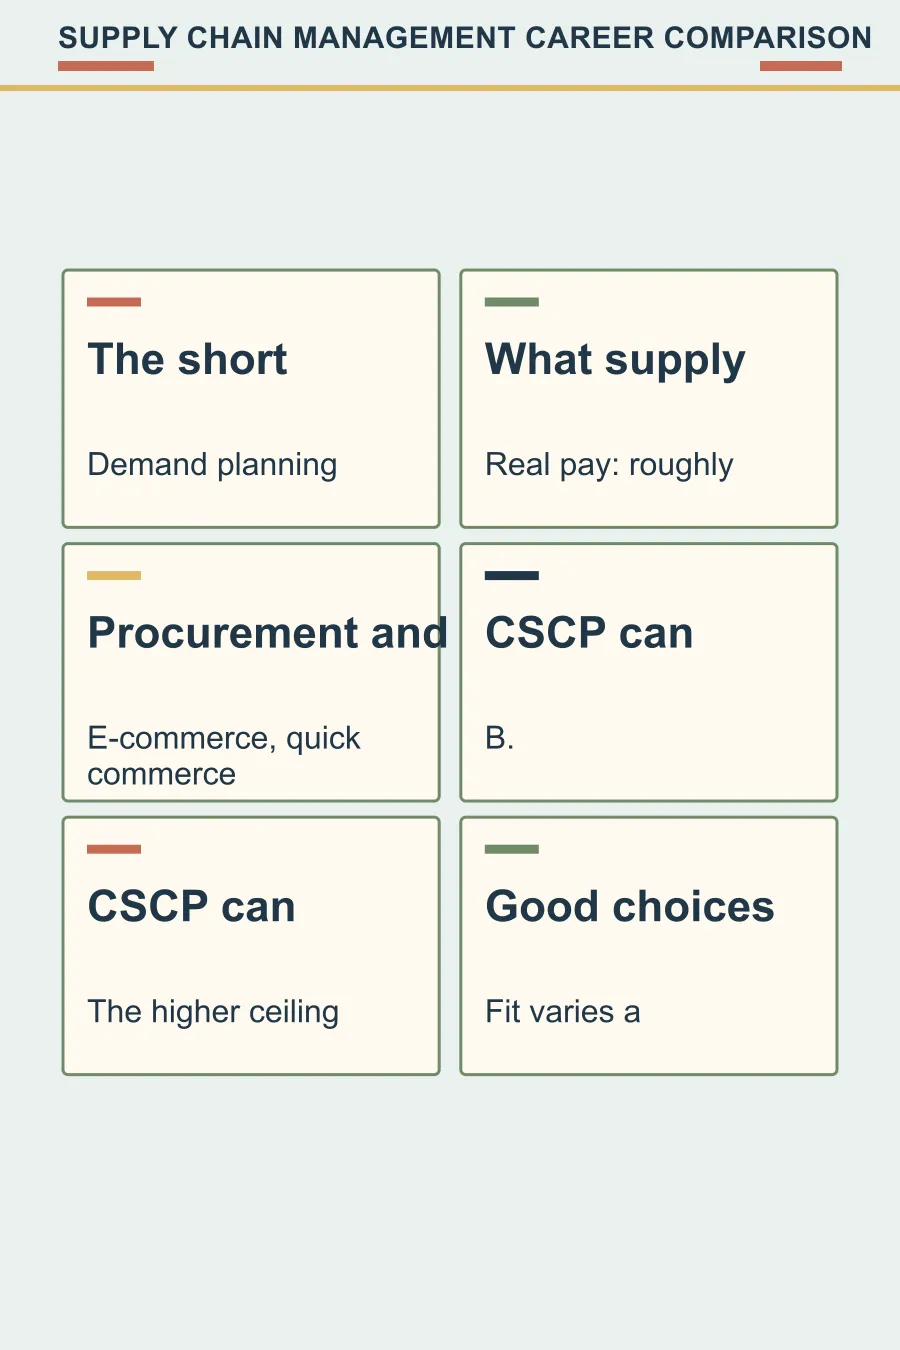 SUPPLY CHAIN MANAGEMENT CAREER COMPARISON
The short
Demand planning
What supply
Real pay: roughly
Procurement and
E-commerce, quick
commerce
CSCP can
B.
CSCP can
The higher ceiling
Good choices
Fit varies a